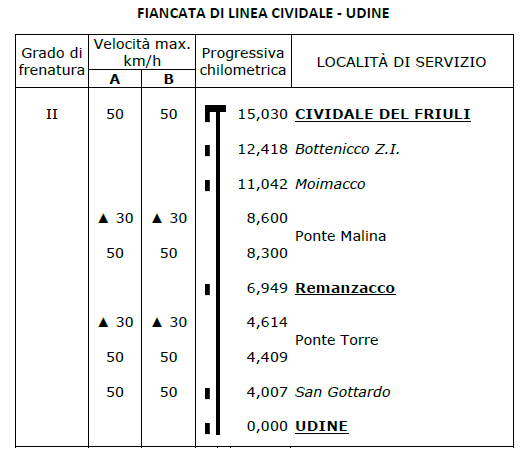 FIANCATA DI LINEA CIVIDALE - UDINE
Grado di frenatura Velocità max. km/h Progressiva chilometrica LOCALITÀ DI SERVIZIO
A B
II 50 50 15,030 CIVIDALE DEL FRIULI
12,418 Bottenicco Z.I.
11,042 Moimacco
▲ 30 ▲ 30 8,600
Ponte Malina
50 50 8,300
6,949 Remanzacco
▲ 30 ▲ 30 4,614
Ponte Torre
50 50 4,409
50 50 4,007 San Gottardo
0,000 UDINE